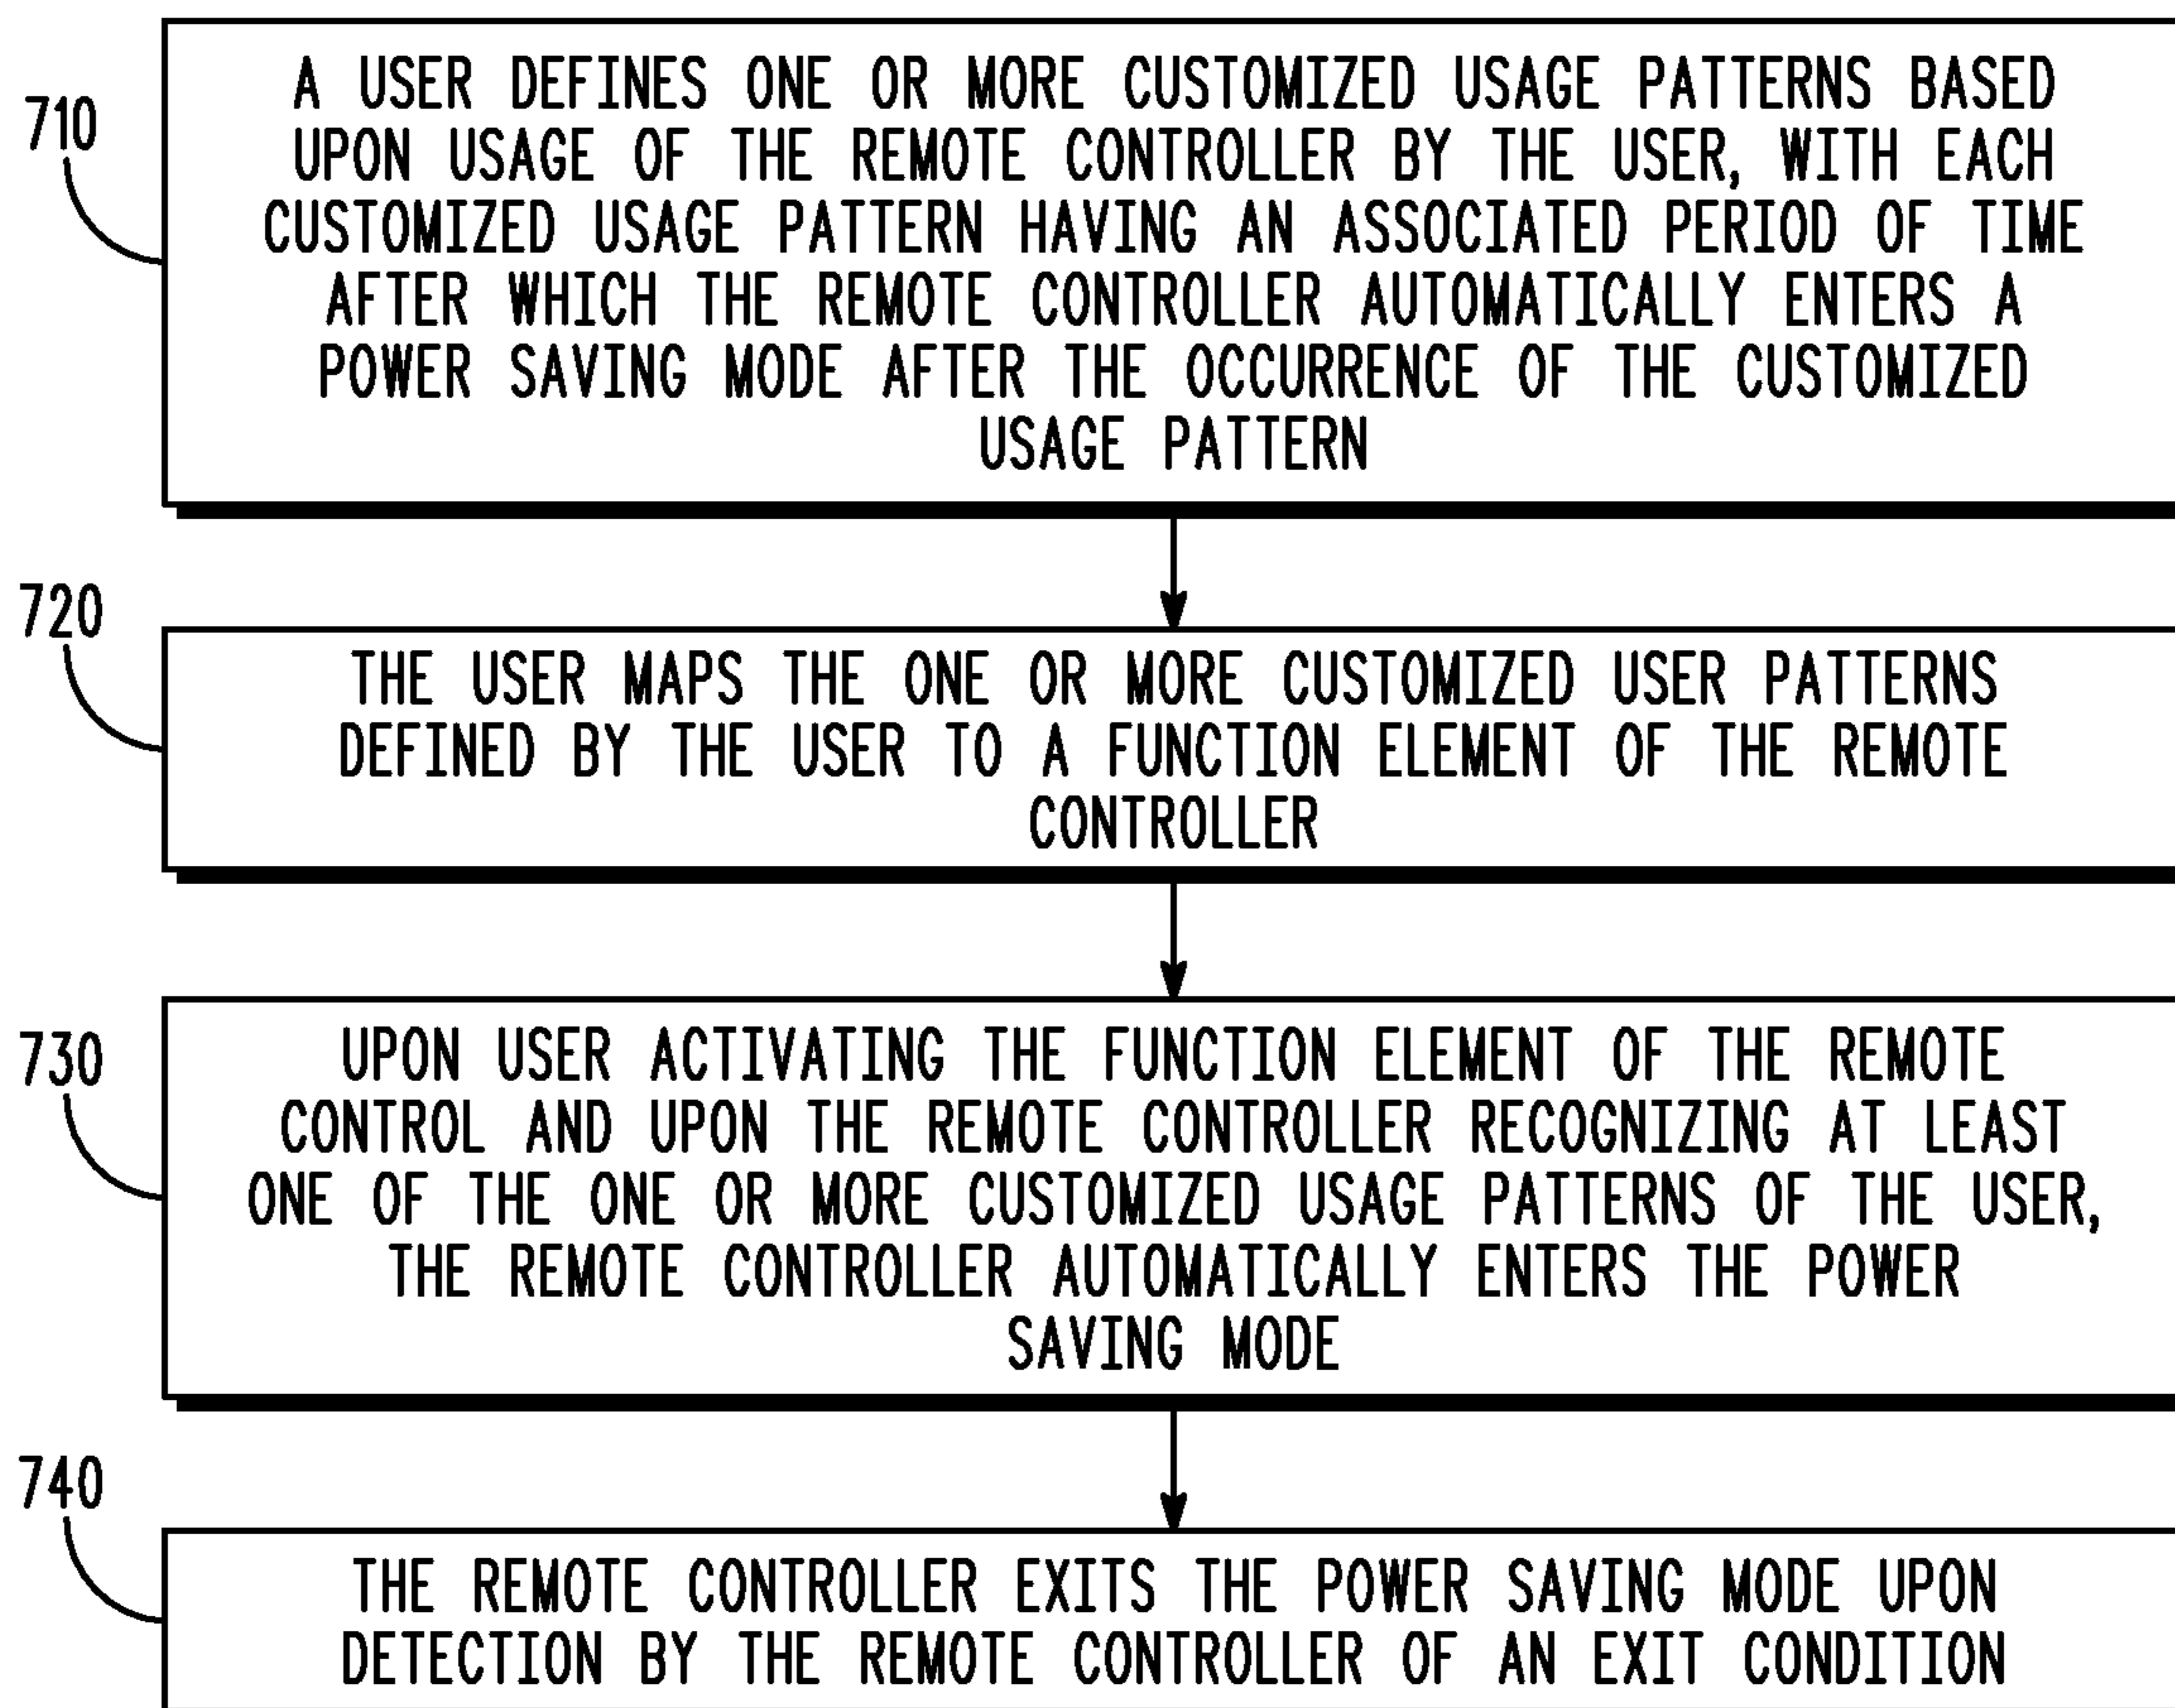 710
A USER DEFINES ONE OR MORE CUSTOMIZED USAGE PATTERNS BASED
UPON USAGE OF THE REMOTE CONTROLLER BY THE USER, WITH EACH
CUSTOMIZED USAGE PATTERN HAVING AN ASSOCIATED PERIOD OF TIME
AFTER WHICH THE REMOTE CONTROLLER AUTOMATICALLY ENTERS A
POWER SAVING MODE AFTER THE OCCURRENCE OF THE CUSTOMIZED
USAGE PATTERN
720
THE USER MAPS THE ONE OR MORE CUSTOMIZED USER PATTERNS
DEFINED BY THE USER TO A FUNCTION ELEMENT OF THE REMOTE
CONTROLLER
730
UPON USER ACTIVATING THE FUNCTION ELEMENT OF THE REMOTE
CONTROL AND UPON THE REMOTE CONTROLLER RECOGNIZING AT LEAST
ONE OF THE ONE OR MORE CUSTOMIZED USAGE PATTERNS OF THE USER,
THE REMOTE CONTROLLER AUTOMATICALLY ENTERS THE POWER
SAVING MODE
740
THE REMOTE CONTROLLER EXITS THE POWER SAVING MODE UPON
DETECTION BY THE REMOTE CONTROLLER OF AN EXIT CONDITION